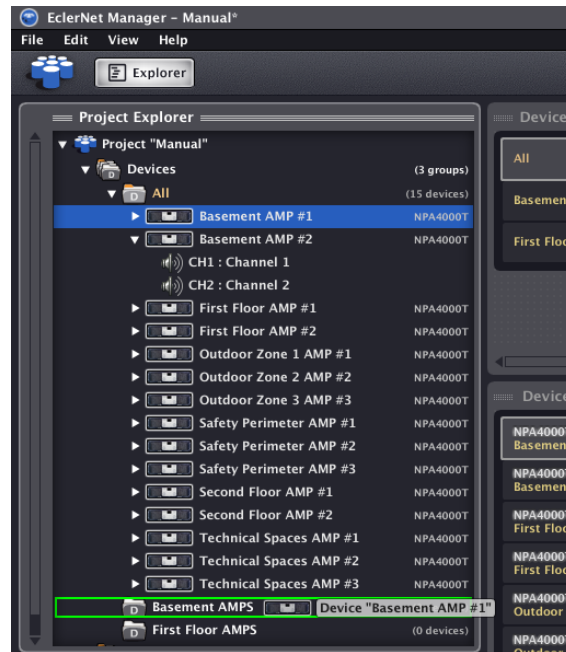 EclerNet Manager - Manual*
File Edit View Help
Explorer
Project Explorer
Project "Manual"
Devices (3 groups)
D All (15 devices)
Basement AMP #1 NPA4000T
Basement AMP #2 NPA4000T
CH1 : Channel 1
CH2 : Channel 2
First Floor AMP #1 NPA4000T
First Floor AMP #2 NPA4000T
Outdoor Zone 1 AMP #1 NPA4000T
Outdoor Zone 2 AMP #2 NPA4000T
Outdoor Zone 3 AMP #3 NPA4000T
Safety Perimeter AMP #1 NPA4000T
Safety Perimeter AMP #2 NPA4000T
Safety Perimeter AMP #3 NPA4000T
Second Floor AMP #1 NPA4000T
Second Floor AMP #2 NPA4000T
Technical Spaces AMP #1 NPA4000T
Technical Spaces AMP #2 NPA4000T
Technical Spaces AMP #3 NPA4000T
D Basement AMPS Device "Basement AMP #1"
D First Floor AMPS (0 devices)
Device
All
Basemen
First Floo
Device
NPA4000
Basemen
NPA4000
Basemen
NPA4000
First Floo
NPA4000
First Floo
NPA4000
Outdoor
NPA4000